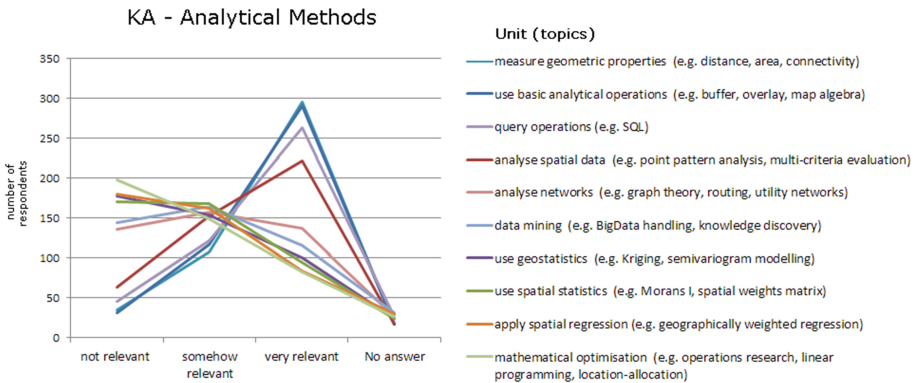 KA - Analytical Methods
number of
respondents
350
300
250
200
150
100
50
0
not relevant
somehow
relevant
very relevant
No answer
Unit (topics)
measure geometric properties (e.g. distance, area, connectivity)
use basic analytical operations (e.g. buffer, overlay, map algebra)
query operations (e.g. SQL)
analyse spatial data (e.g. point pattern analysis, multi-criteria evaluation)
analyse networks (e.g. graph theory, routing, utility networks)
data mining (e.g. BigData handling, knowledge discovery)
use geostatistics (e.g. Kriging, semivariogram modelling)
use spatial statistics (e.g. Morans I, spatial weights matrix)
apply spatial regression (e.g. geographically weighted regression)
mathematical optimisation (e.g. operations research, linear
programming, location-allocation)